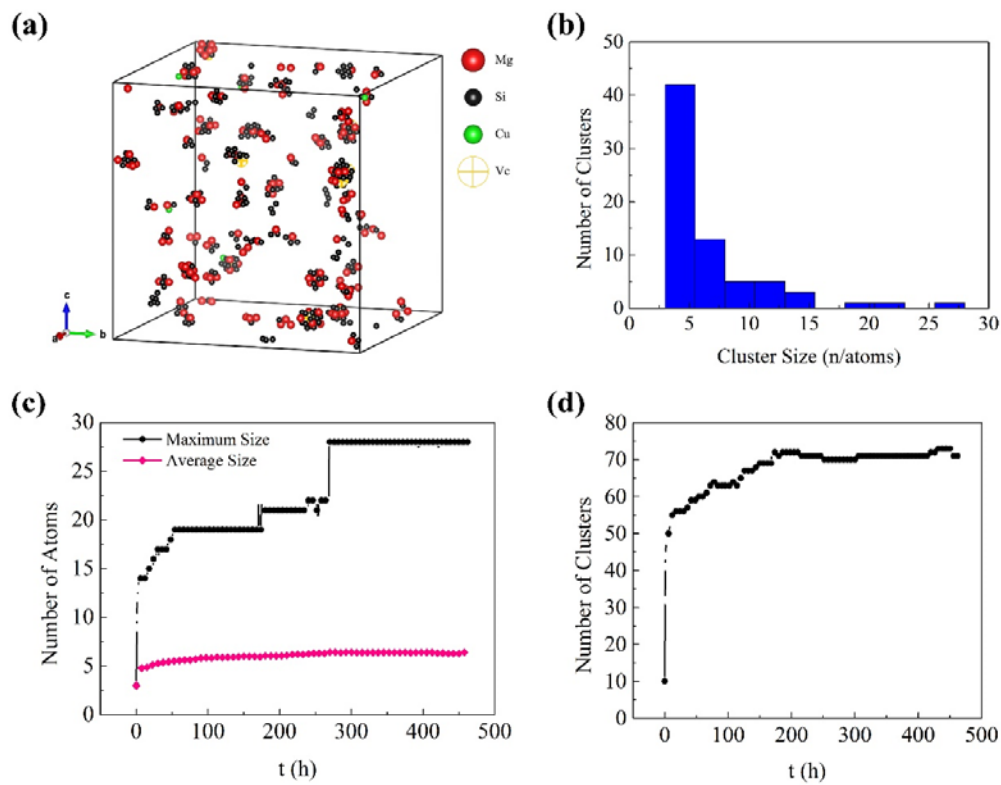 (a)
Mg
Si
Cu
Vc
c
b
a
(b)
50
40
30
20
10
0
Number of Clusters
0 5 10 15 20 25 30
Cluster Size (n/atoms)
(c)
30
25
20
15
10
5
0
Number of Atoms
Maximum Size
Average Size
0 100 200 300 400 500
t (h)
(d)
80
70
60
50
40
30
20
10
0
Number of Clusters
0 100 200 300 400 500
t (h)